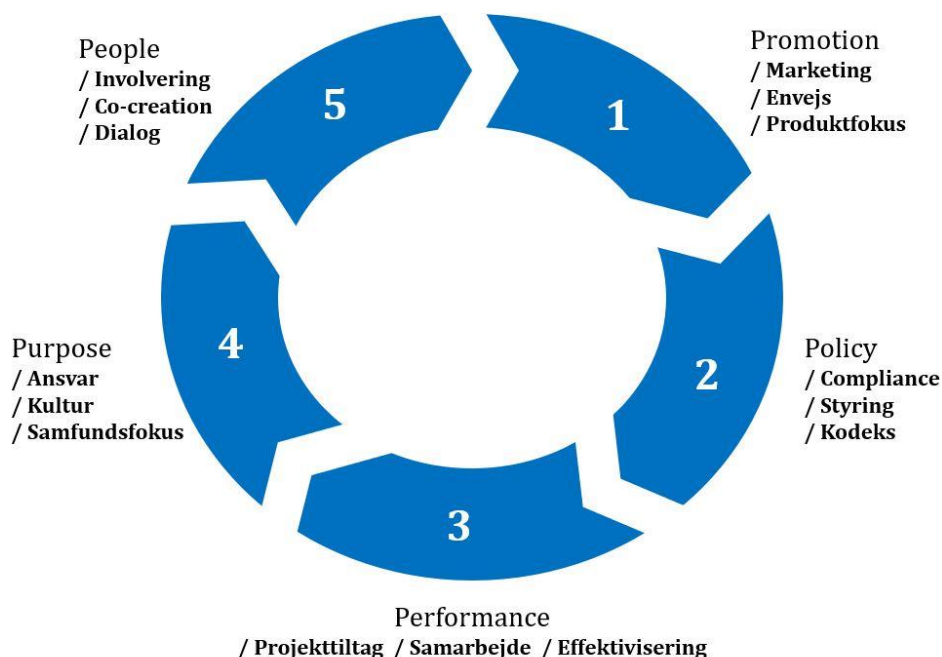 1
Promotion
/ Marketing
/ Envejs
/ Produktfokus
2
Policy
/ Compliance
/ Styring
/ Kodeks
3
Performance
/ Projekttiltag / Samarbejde / Effektivisering
4
Purpose
/ Ansvar
/ Kultur
/ Samfundsfokus
5
People
/ Involvering
/ Co-creation
/ Dialog